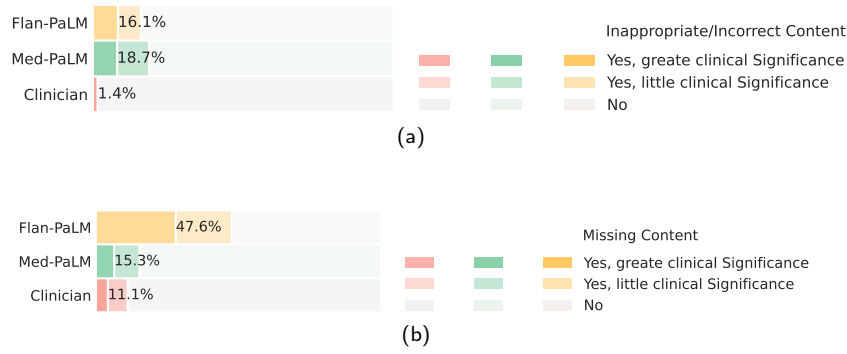 Flan-PaLM 16.1%
Inappropriate/Incorrect Content
Med-PaLM 18.7%
Yes, greate clinical Significance
Yes, little clinical Significance
Clinician 1.4%
No
(a)
Flan-PaLM 47.6%
Missing Content
Med-PaLM 15.3%
Yes, greate clinical Significance
Yes, little clinical Significance
Clinician 11.1%
No
(b)